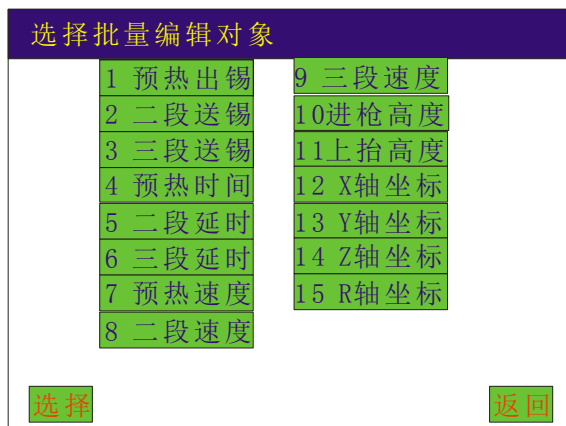 选择批量编辑对象
1 预热出锡
2 二段送锡
3 三段送锡
4 预热时间
5 二段延时
6 三段延时
7 预热速度
8 二段速度
9 三段速度
10进枪高度
11上抬高度
12 X轴坐标
13 Y轴坐标
14 Z轴坐标
15 R轴坐标
选择
返回